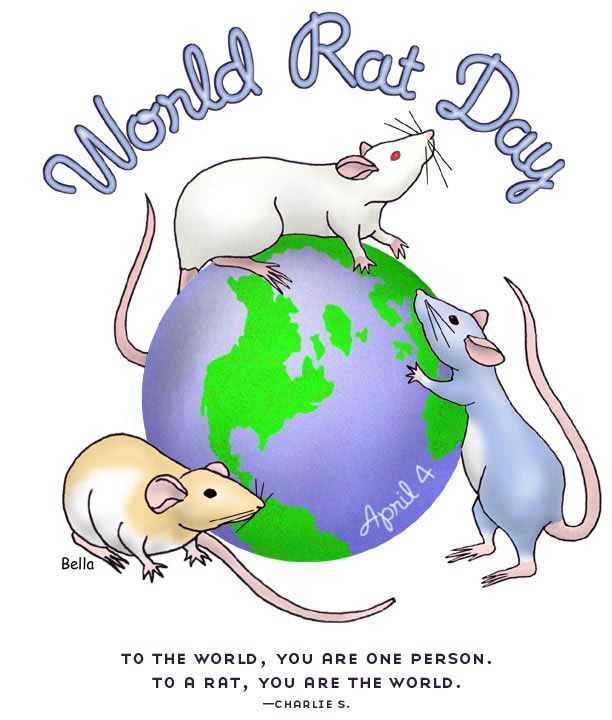 World Rat Day
April 4
Bella
TO THE WORLD, YOU ARE ONE PERSON.
TO A RAT, YOU ARE THE WORLD.
—CHARLIE S.